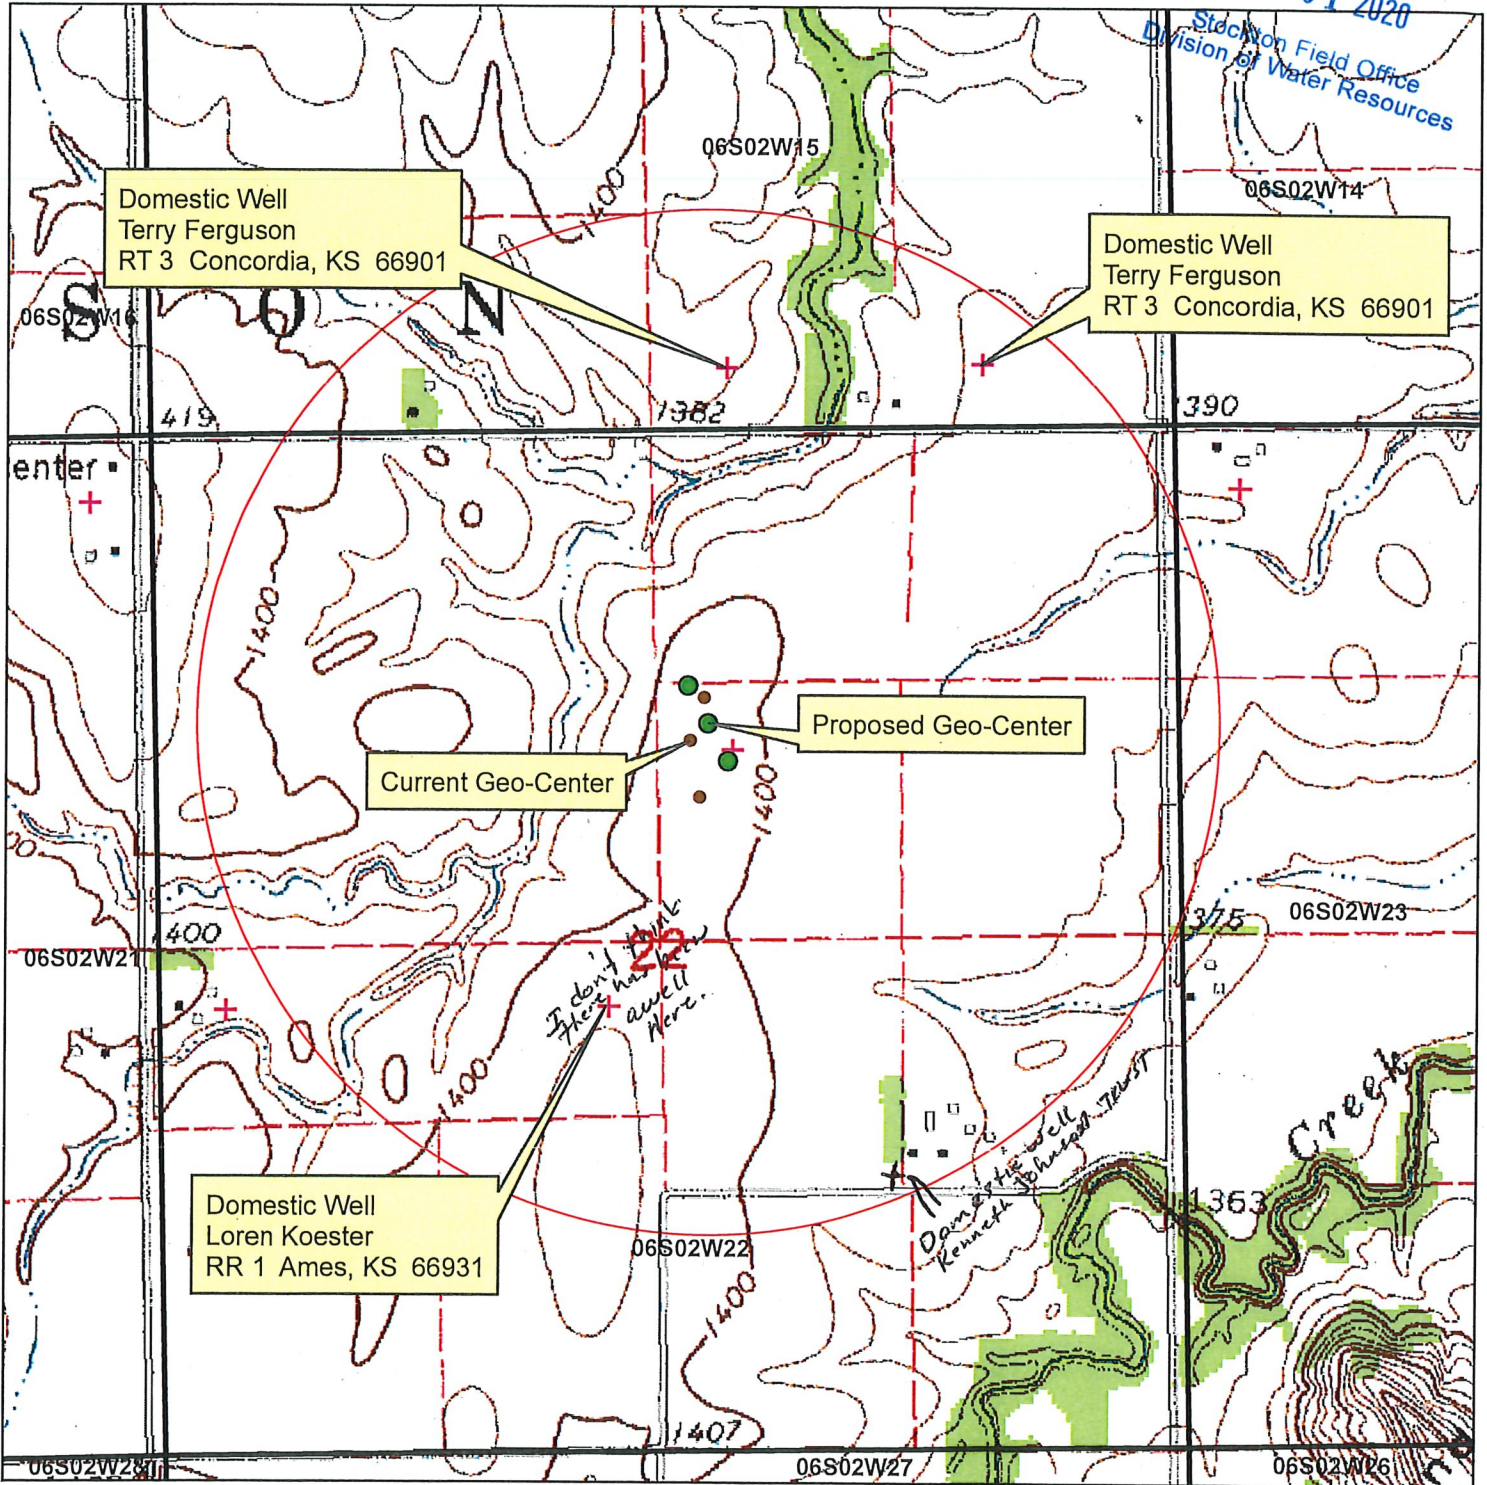 2020
Stockton Field Office
Division of Water Resources
06S02W15
06S02W14
Domestic Well
Terry Ferguson
RT 3 Concordia, KS 66901
1400
Domestic Well
Terry Ferguson
RT 3 Concordia, KS 66901
06S02W16
S O N
419
1382
390
enter
1400
Proposed Geo-Center
Current Geo-Center
1400
00
06S02W23
1375
1400
06S02W21
22
I don't think
there has been
a well
Here.
1400
Creek
Domestic Well
Kenneth Johnson TRUST
1363
Domestic Well
Loren Koester
RR 1 Ames, KS 66931
06S02W22
1400
1407
06S02W28
06S02W27
06S02W26